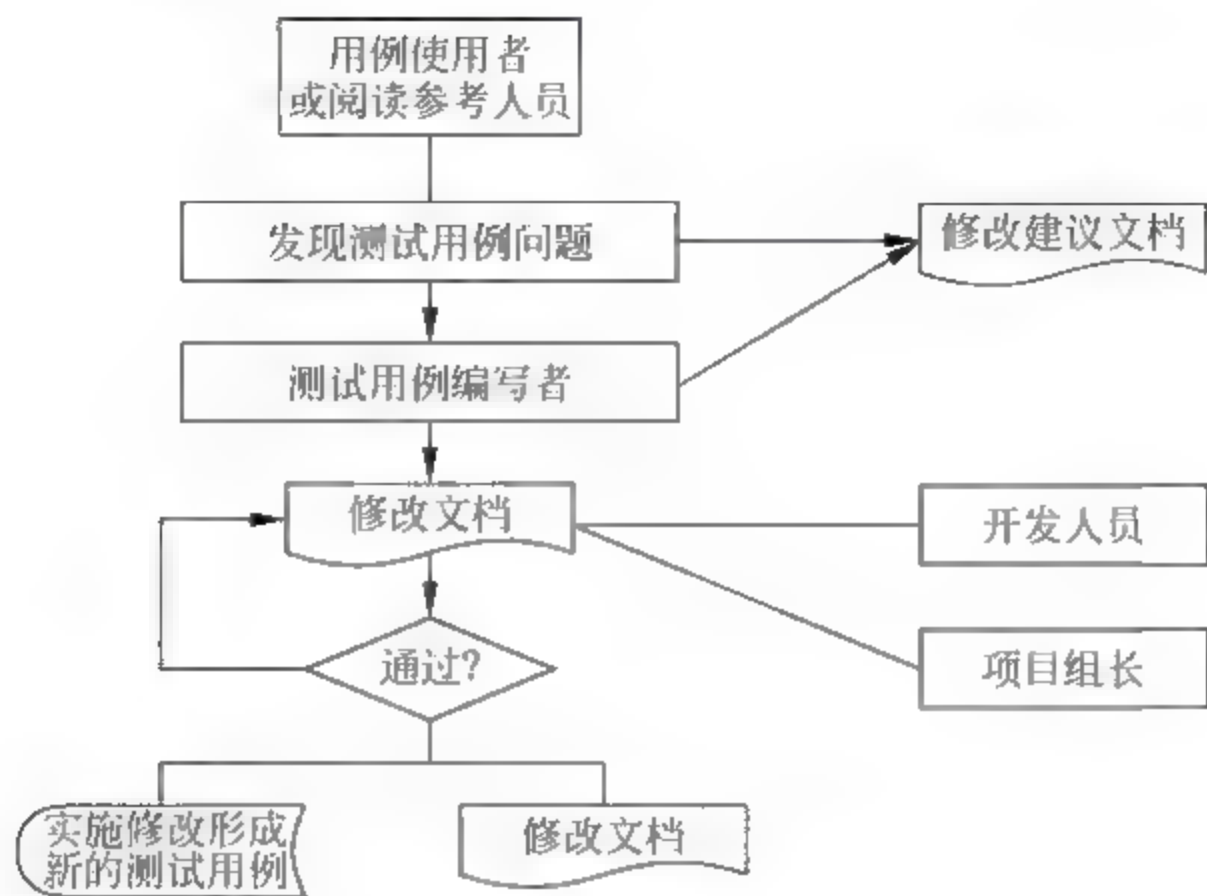 用例使用者
或阅读参考人员
发现测试用例问题
修改建议文档
测试用例编写者
修改文档
开发人员
通过?
项目组长
实施修改形成
新的测试用例
修改文档